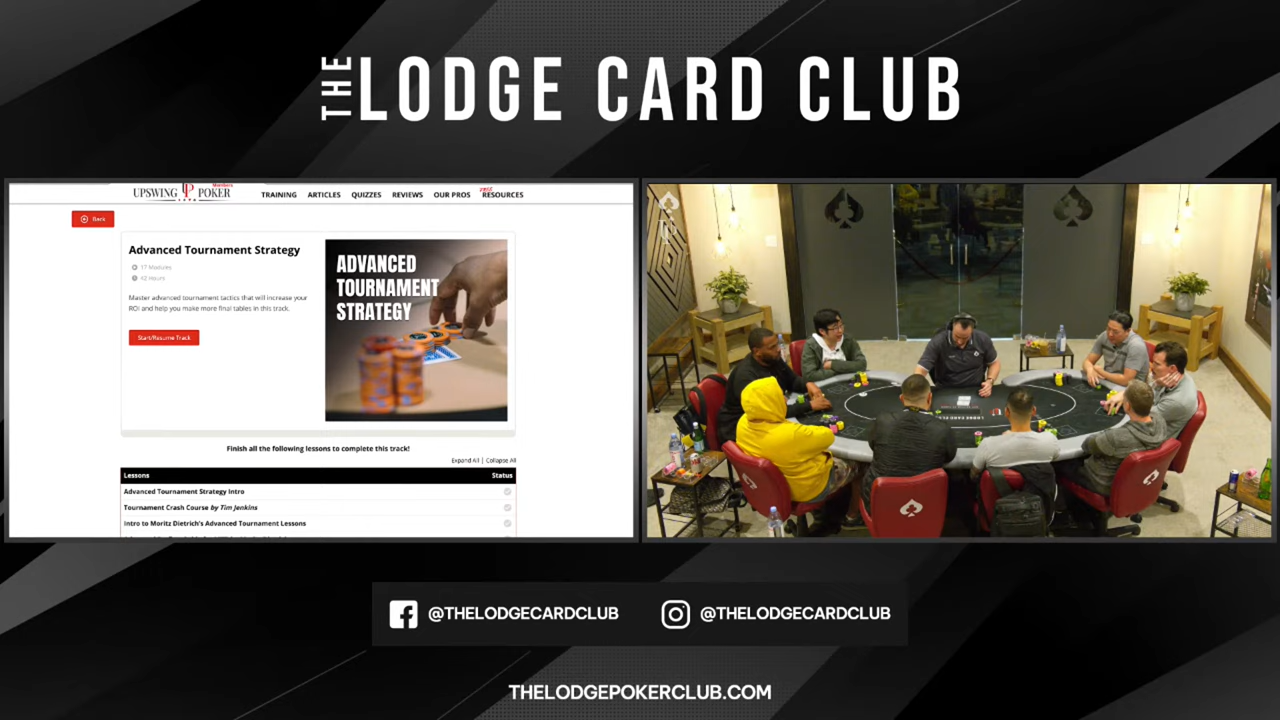 THE LODGE CARD CLUB
UPSWING UP POKER
Members
TRAINING ARTICLES QUIZZES REVIEWS OUR PROS FREE RESOURCES
Back
Advanced Tournament Strategy
17 Modules
42 Hours
Master advanced tournament tactics that will increase your
ROI and help you make more final tables in this track.
Start/Resume Track
ADVANCED
TOURNAMENT
STRATEGY
Finish all the following lessons to complete this track!
Expand All | Collapse All
Lessons Status
Advanced Tournament Strategy Intro
Tournament Crash Course by Tim Jenkins
Intro to Moritz Dietrich's Advanced Tournament Lessons
@THELODGECARDCLUB @THELODGECARDCLUB
THELODGEPOKERCLUB.COM